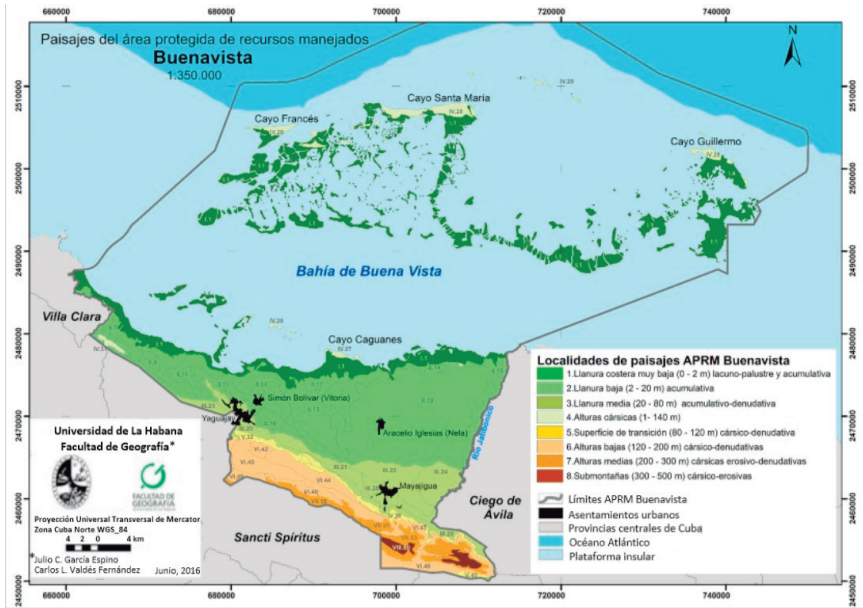 660000 680000 700000 720000 740000
Paisajes del área protegida de recursos manejados
Buenavista
1:350.000
N
2510000
2500000
2490000
2480000
2470000
2460000
2450000
Cayo Francés
Cayo Santa María
Cayo Guillermo
Bahía de Buena Vista
Villa Clara
Cayo Caguanes
Simón Bolívar (Vitoria)
Yaguajay
Aracelio Iglesias (Nela)
Río Jatibonico
Mayajigua
Ciego de
Ávila
Sancti Spíritus
Universidad de La Habana
Facultad de Geografía*
FACULTAD DE
GEOGRAFÍA
Proyección Universal Transversal de Mercator
Zona Cuba Norte WGS_84
4 2 0 4 km
*Julio C. García Espino
Carlos L. Valdés Fernández Junio, 2016
Localidades de paisajes APRM Buenavista
1.Llanura costera muy baja (0 - 2 m) lacuno-palustre y acumulativa
2.Llanura baja (2 - 20 m) acumulativa
3.Llanura media (20 - 80 m) acumulativo-denudativa
4.Alturas cársicas (1- 140 m)
5.Superficie de transición (80 - 120 m) cársico-denudativa
6.Alturas bajas (120 - 200 m) cársico-denudativas
7.Alturas medias (200 - 300 m) cársicas erosivo-denudativas
8.Submontañas (300 - 500 m) cársico-erosivas
Límites APRM Buenavista
Asentamientos urbanos
Provincias centrales de Cuba
Océano Atlántico
Plataforma insular
660000 680000 700000 720000 740000